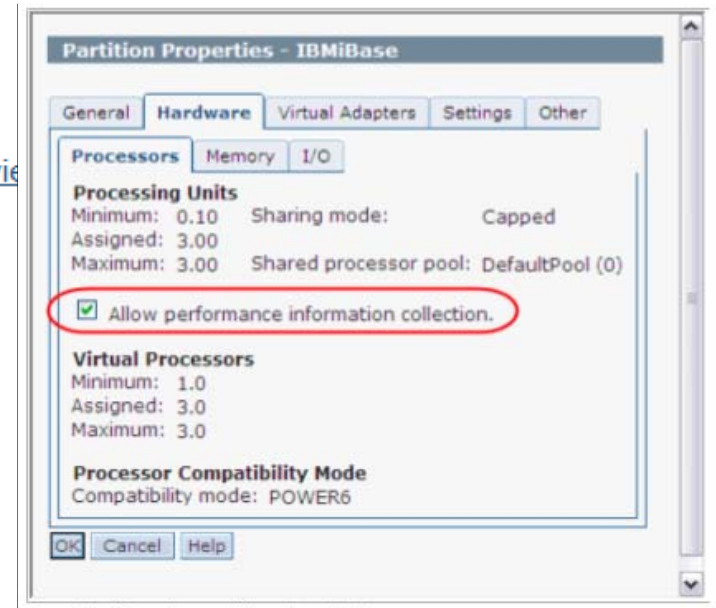 Partition Properties - IBMiBase
General Hardware Virtual Adapters Settings Other
Processors Memory I/O
vie
Processing Units
Minimum: 0.10 Sharing mode: Capped
Assigned: 3.00
Maximum: 3.00 Shared processor pool: DefaultPool (0)
Allow performance information collection.
Virtual Processors
Minimum: 1.0
Assigned: 3.0
Maximum: 3.0
Processor Compatibility Mode
Compatibility mode: POWER6
OK Cancel Help